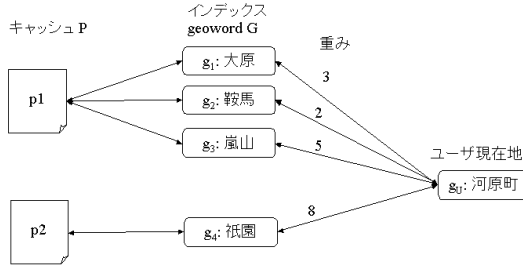 キャッシュ P
インデックス
geoword G
重み
p1
g1: 大原
g2: 鞍馬
g3: 嵐山
3
2
5
ユーザ現在地
gU: 河原町
8
p2
g4: 祇園